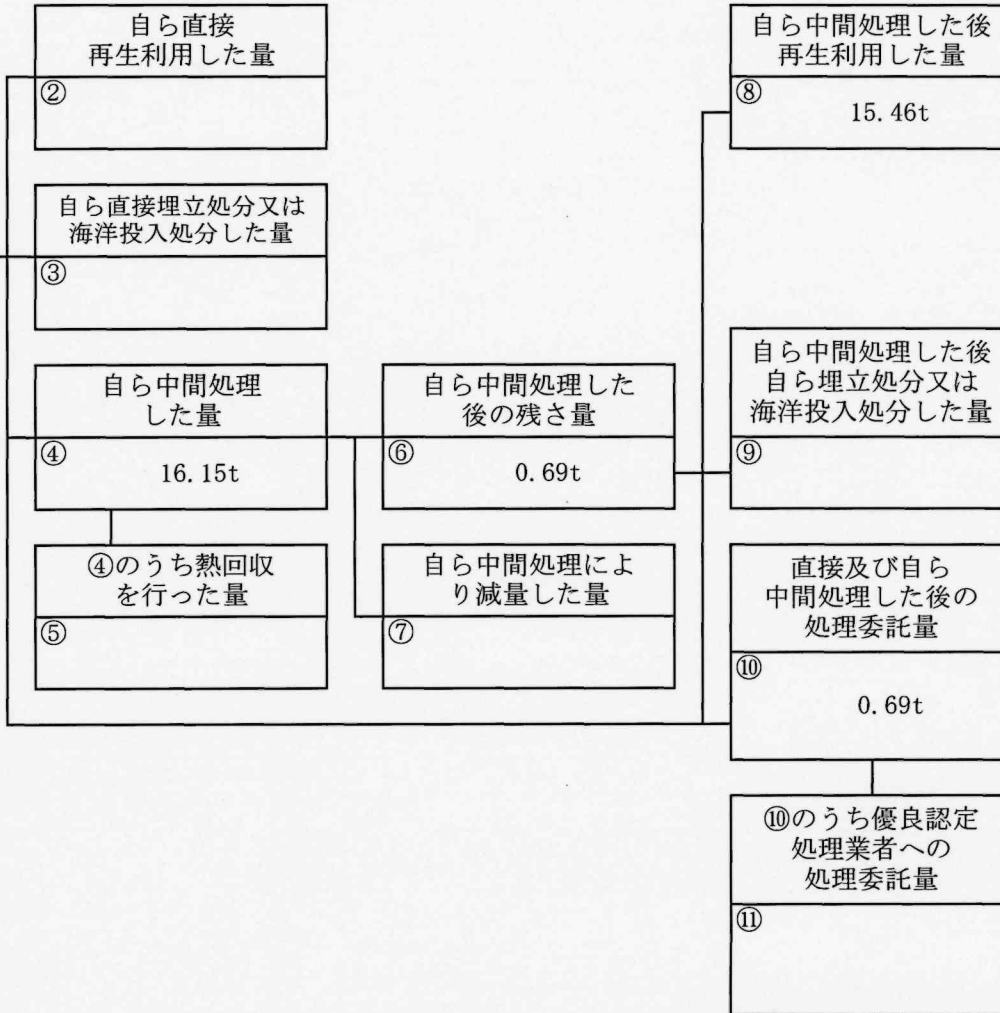 自ら直接
再生利用した量
②
自ら直接埋立処分又は
海洋投入処分した量
③
自ら中間処理
した量
④
16.15t
④のうち熱回収
を行った量
⑤
自ら中間処理した
後の残さ量
⑥
0.69t
自ら中間処理によ
り減量した量
⑦
自ら中間処理した後
再生利用した量
⑧
15.46t
自ら中間処理した後
自ら埋立処分又は
海洋投入処分した量
⑨
直接及び自ら
中間処理した後の
処理委託量
⑩
0.69t
⑩のうち優良認定
処理業者への
処理委託量
⑪